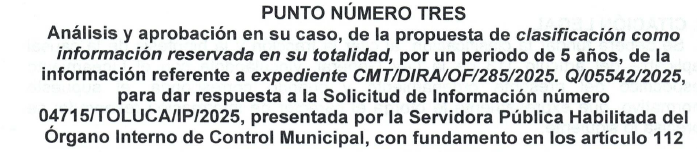 PUNTO NÚMERO TRES
Análisis y aprobación en su caso, de la propuesta de clasificación como
información reservada en su totalidad, por un periodo de 5 años, de la
información referente a expediente CMT/DIRA/OF/285/2025. Q/05542/2025,
para dar respuesta a la Solicitud de Información número
04715/TOLUCA/IP/2025, presentada por la Servidora Pública Habilitada del
Órgano Interno de Control Municipal, con fundamento en los artículo 112